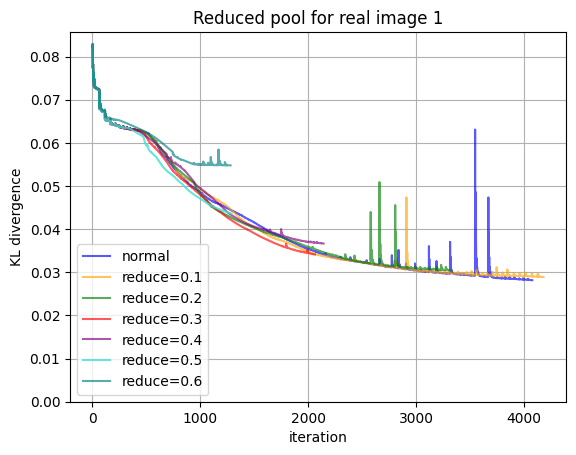 Reduced pool for real image 1
KL divergence
0.08
0.07
0.06
0.05
0.04
0.03
0.02
0.01
0.00
normal
reduce=0.1
reduce=0.2
reduce=0.3
reduce=0.4
reduce=0.5
reduce=0.6
0 1000 2000 3000 4000
iteration